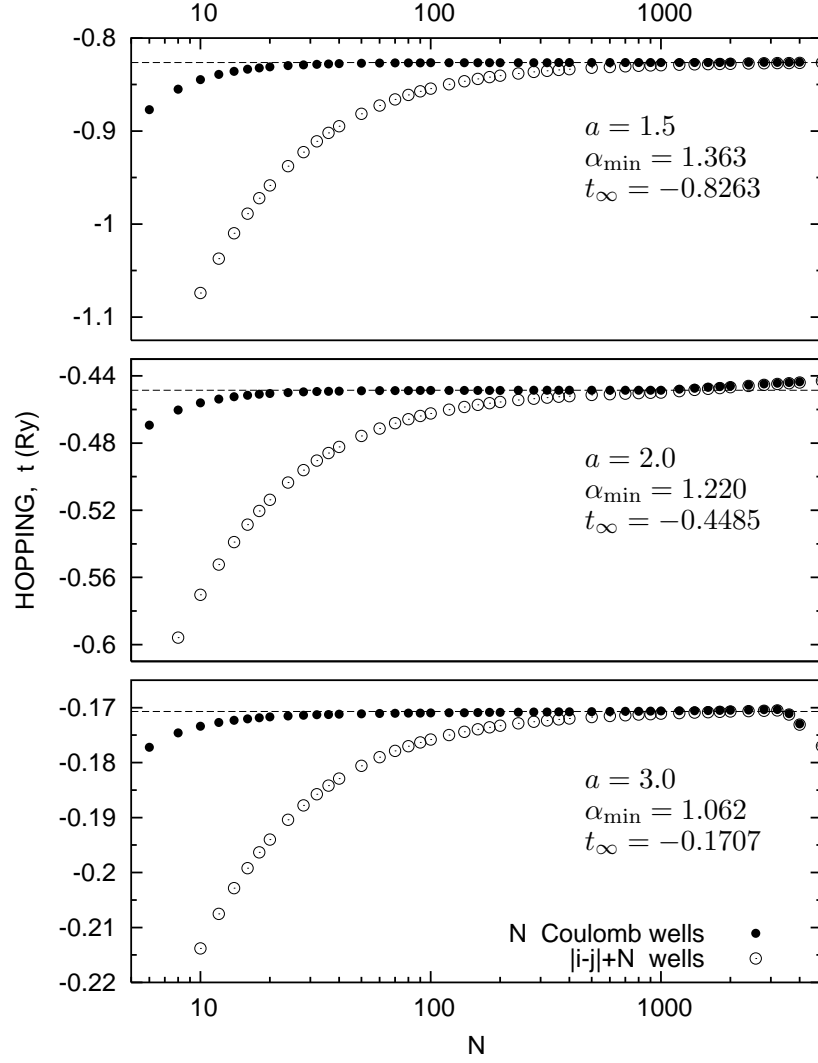 10 100 1000
-0.8
-0.9
-1
-1.1
a = 1.5
α_min = 1.363
t_∞ = −0.8263
-0.44
-0.48
-0.52
-0.56
-0.6
a = 2.0
α_min = 1.220
t_∞ = −0.4485
HOPPING, t (Ry)
-0.17
-0.18
-0.19
-0.2
-0.21
-0.22
a = 3.0
α_min = 1.062
t_∞ = −0.1707
N Coulomb wells
|i-j|+N wells
10 100 1000
N